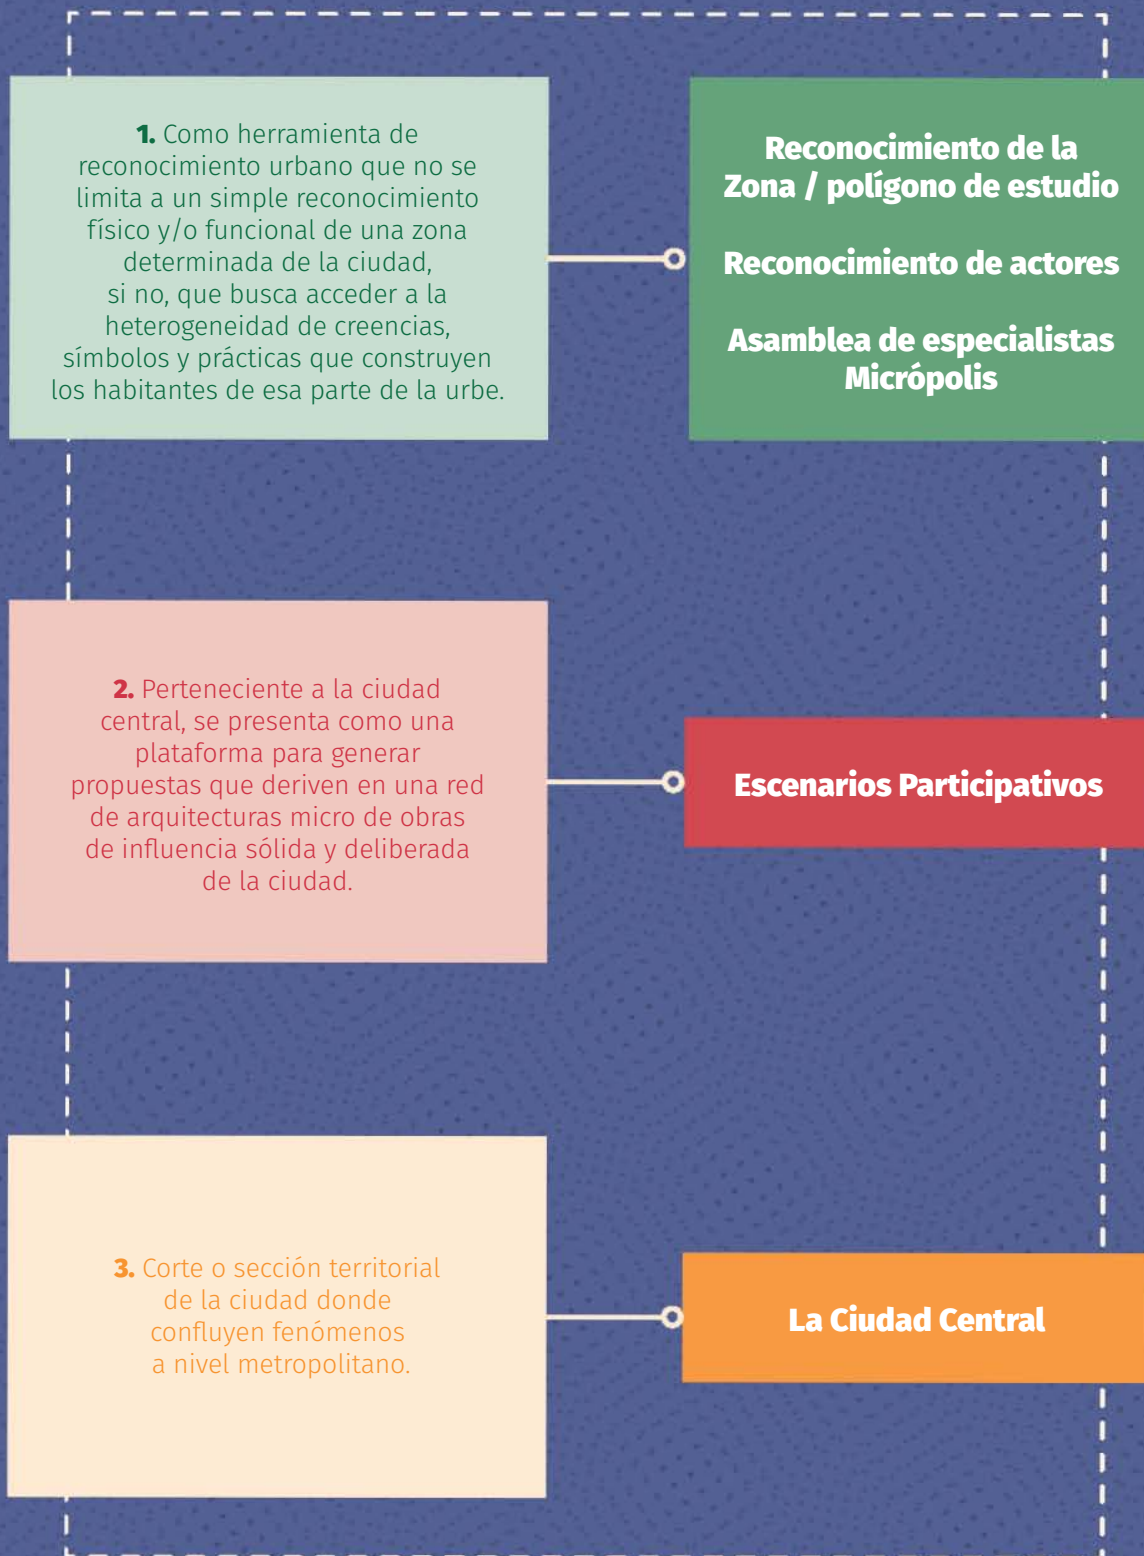 1. Como herramienta de
reconocimiento urbano que no se
limita a un simple reconocimiento
físico y/o funcional de una zona
determinada de la ciudad,
si no, que busca acceder a la
heterogeneidad de creencias,
símbolos y prácticas que construyen
los habitantes de esa parte de la urbe.
Reconocimiento de la
Zona / polígono de estudio
Reconocimiento de actores
Asamblea de especialistas
Micrópolis
2. Perteneciente a la ciudad
central, se presenta como una
plataforma para generar
propuestas que deriven en una red
de arquitecturas micro de obras
de influencia sólida y deliberada
de la ciudad.
Escenarios Participativos
3. Corte o sección territorial
de la ciudad donde
confluyen fenómenos
a nivel metropolitano.
La Ciudad Central